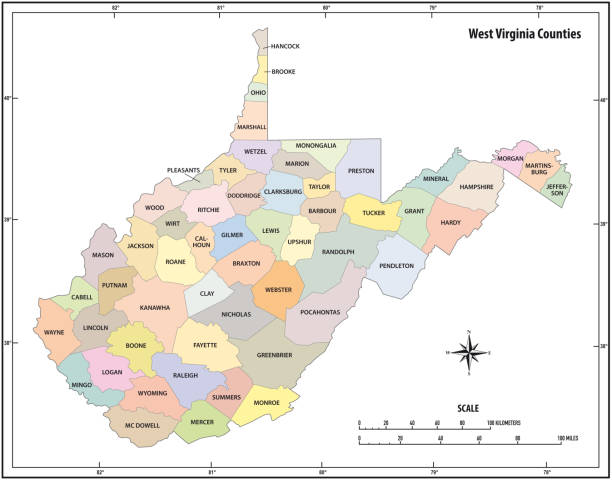 82° 81° 80° 79° 78°
West Virginia Counties
HANCOCK
BROOKE
40° OHIO 40°
MARSHALL
WETZEL MONONGALIA
MARION
PLEASANTS TYLER PRESTON
MORGAN
MARTINS-
BURG
JEFFER-
SON
MINERAL
HAMPSHIRE
DODDRIDGE CLARKSBURG TAYLOR
WOOD RITCHIE BARBOUR TUCKER GRANT
HARDY
39° WIRT 39°
JACKSON CAL-
HOUN
GILMER LEWIS UPSHUR
RANDOLPH
MASON ROANE BRAXTON PENDLETON
PUTNAM WEBSTER
CABELL CLAY
KANAWHA NICHOLAS POCAHONTAS
WAYNE LINCOLN
38° BOONE FAYETTE 38°
GREENBRIER
N
W E
S
LOGAN RALEIGH
MINGO
WYOMING SUMMERS
MONROE
MC DOWELL MERCER
SCALE
0 20 40 60 80 100 KILOMETERS
0 20 40 60 80 100 MILES
82° 81° 80° 79° 78°